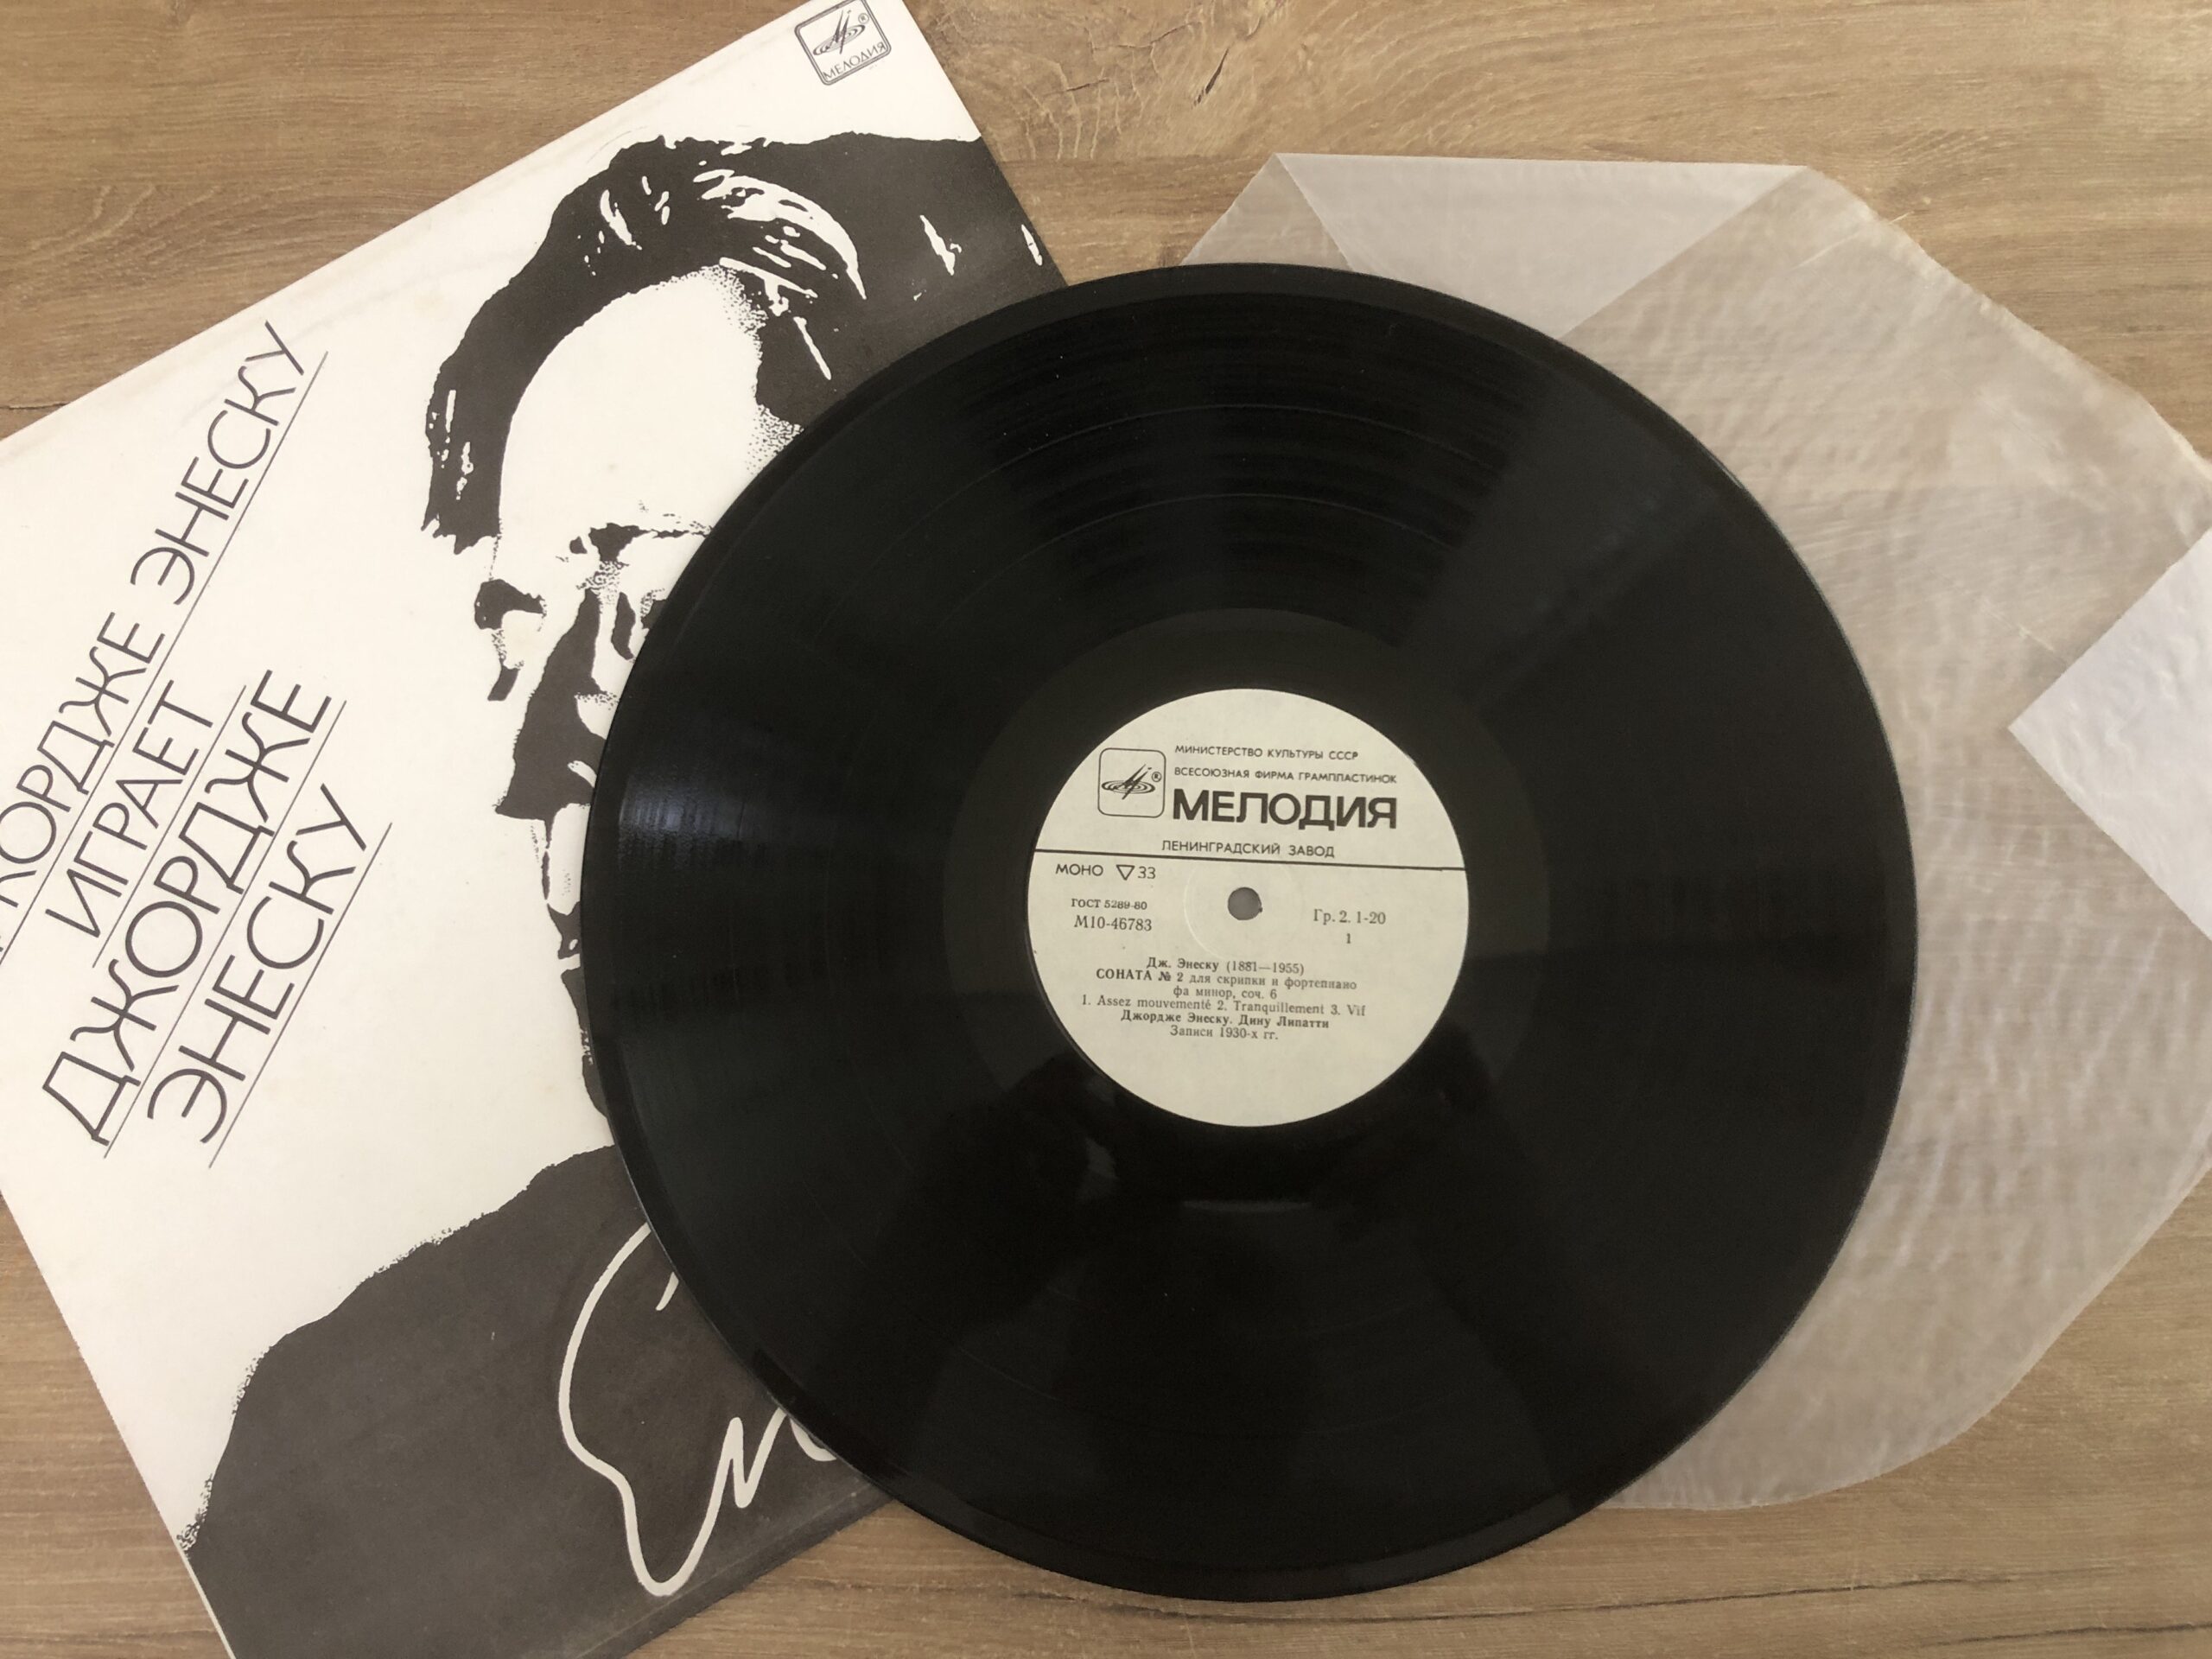 МЕЛОДИЯ
ДЖОРДЖЕ ЭНЕСКУ
ИГРАЕТ
ДЖОРДЖЕ
ЭНЕСКУ
МИНИСТЕРСТВО КУЛЬТУРЫ СССР
ВСЕСОЮЗНАЯ ФИРМА ГРАМПЛАСТИНОК
МЕЛОДИЯ
ЛЕНИНГРАДСКИЙ ЗАВОД
МОНО ▽33
ГОСТ 5289-80
М10-46783
Гр. 2. 1-20
1
Дж. Энеску (1881—1955)
СОНАТА № 2 для скрипки и фортепиано
фа минор, соч. 6
1. Assez mouvementé 2. Tranquillement 3. Vif
Джордже Энеску. Дину Липатти
Записи 1930-х гг.